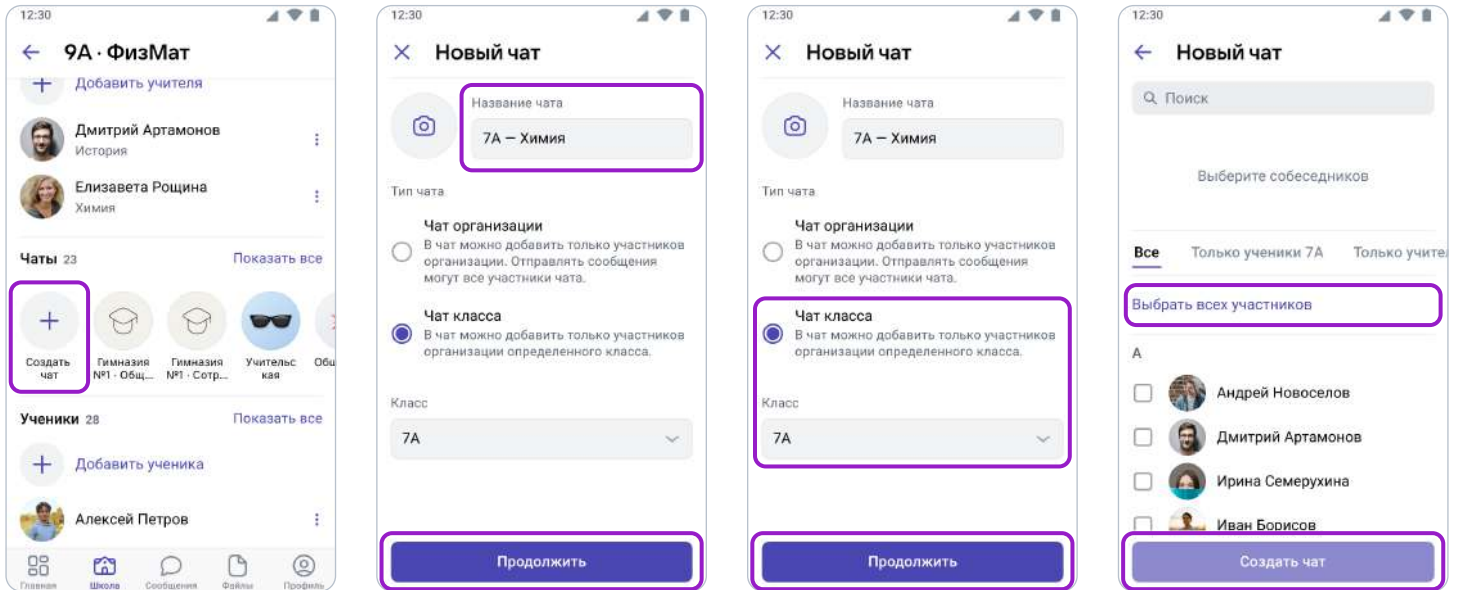 12:30
9А · ФизМат
Добавить учителя
Дмитрий Артамонов
История
Елизавета Рощина
Химия
Чаты 23
Показать все
Создать
чат
Гимназия
№1 · Общ...
Гимназия
№1 · Сотр...
Учительс
кая
Общ
Ученики 28
Показать все
Добавить ученика
Алексей Петров
Главная
Школа
Сообщения
Файлы
Профиль
12:30
Новый чат
Название чата
7А — Химия
Тип чата
Чат организации
В чат можно добавить только участников
организации. Отправлять сообщения
могут все участники чата.
Чат класса
В чат можно добавить только участников
организации определенного класса.
Класс
7А
Продолжить
12:30
Новый чат
Название чата
7А — Химия
Тип чата
Чат организации
В чат можно добавить только участников
организации. Отправлять сообщения
могут все участники чата.
Чат класса
В чат можно добавить только участников
организации определенного класса.
Класс
7А
Продолжить
12:30
Новый чат
Поиск
Выберите собеседников
Все
Только ученики 7А
Только учител
Выбрать всех участников
А
Андрей Новоселов
Дмитрий Артамонов
Ирина Семерухина
Иван Борисов
Создать чат